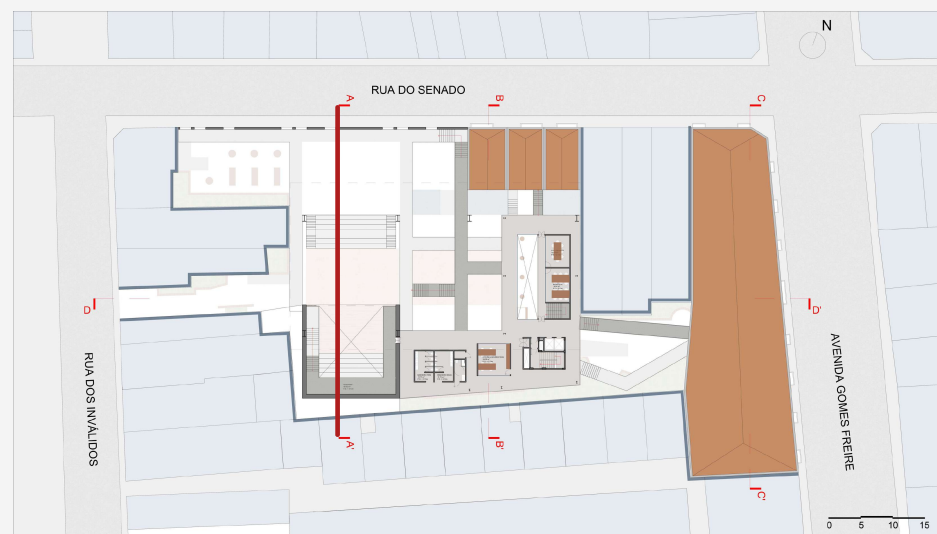 N
RUA DO SENADO
A
B
C
D
D'
RUA DOS INVÁLIDOS
AVENIDA GOMES FREIRE
A'
B'
C'
0 5 10 15